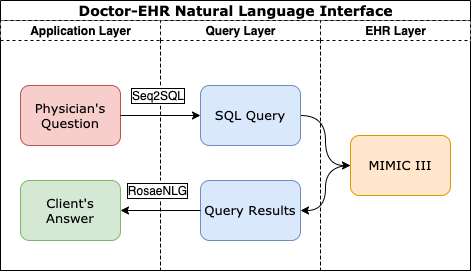 Doctor-EHR Natural Language Interface
Application Layer
Query Layer
EHR Layer
Physician's
Question
Seq2SQL
SQL Query
MIMIC III
Client's
Answer
RosaeNLG
Query Results